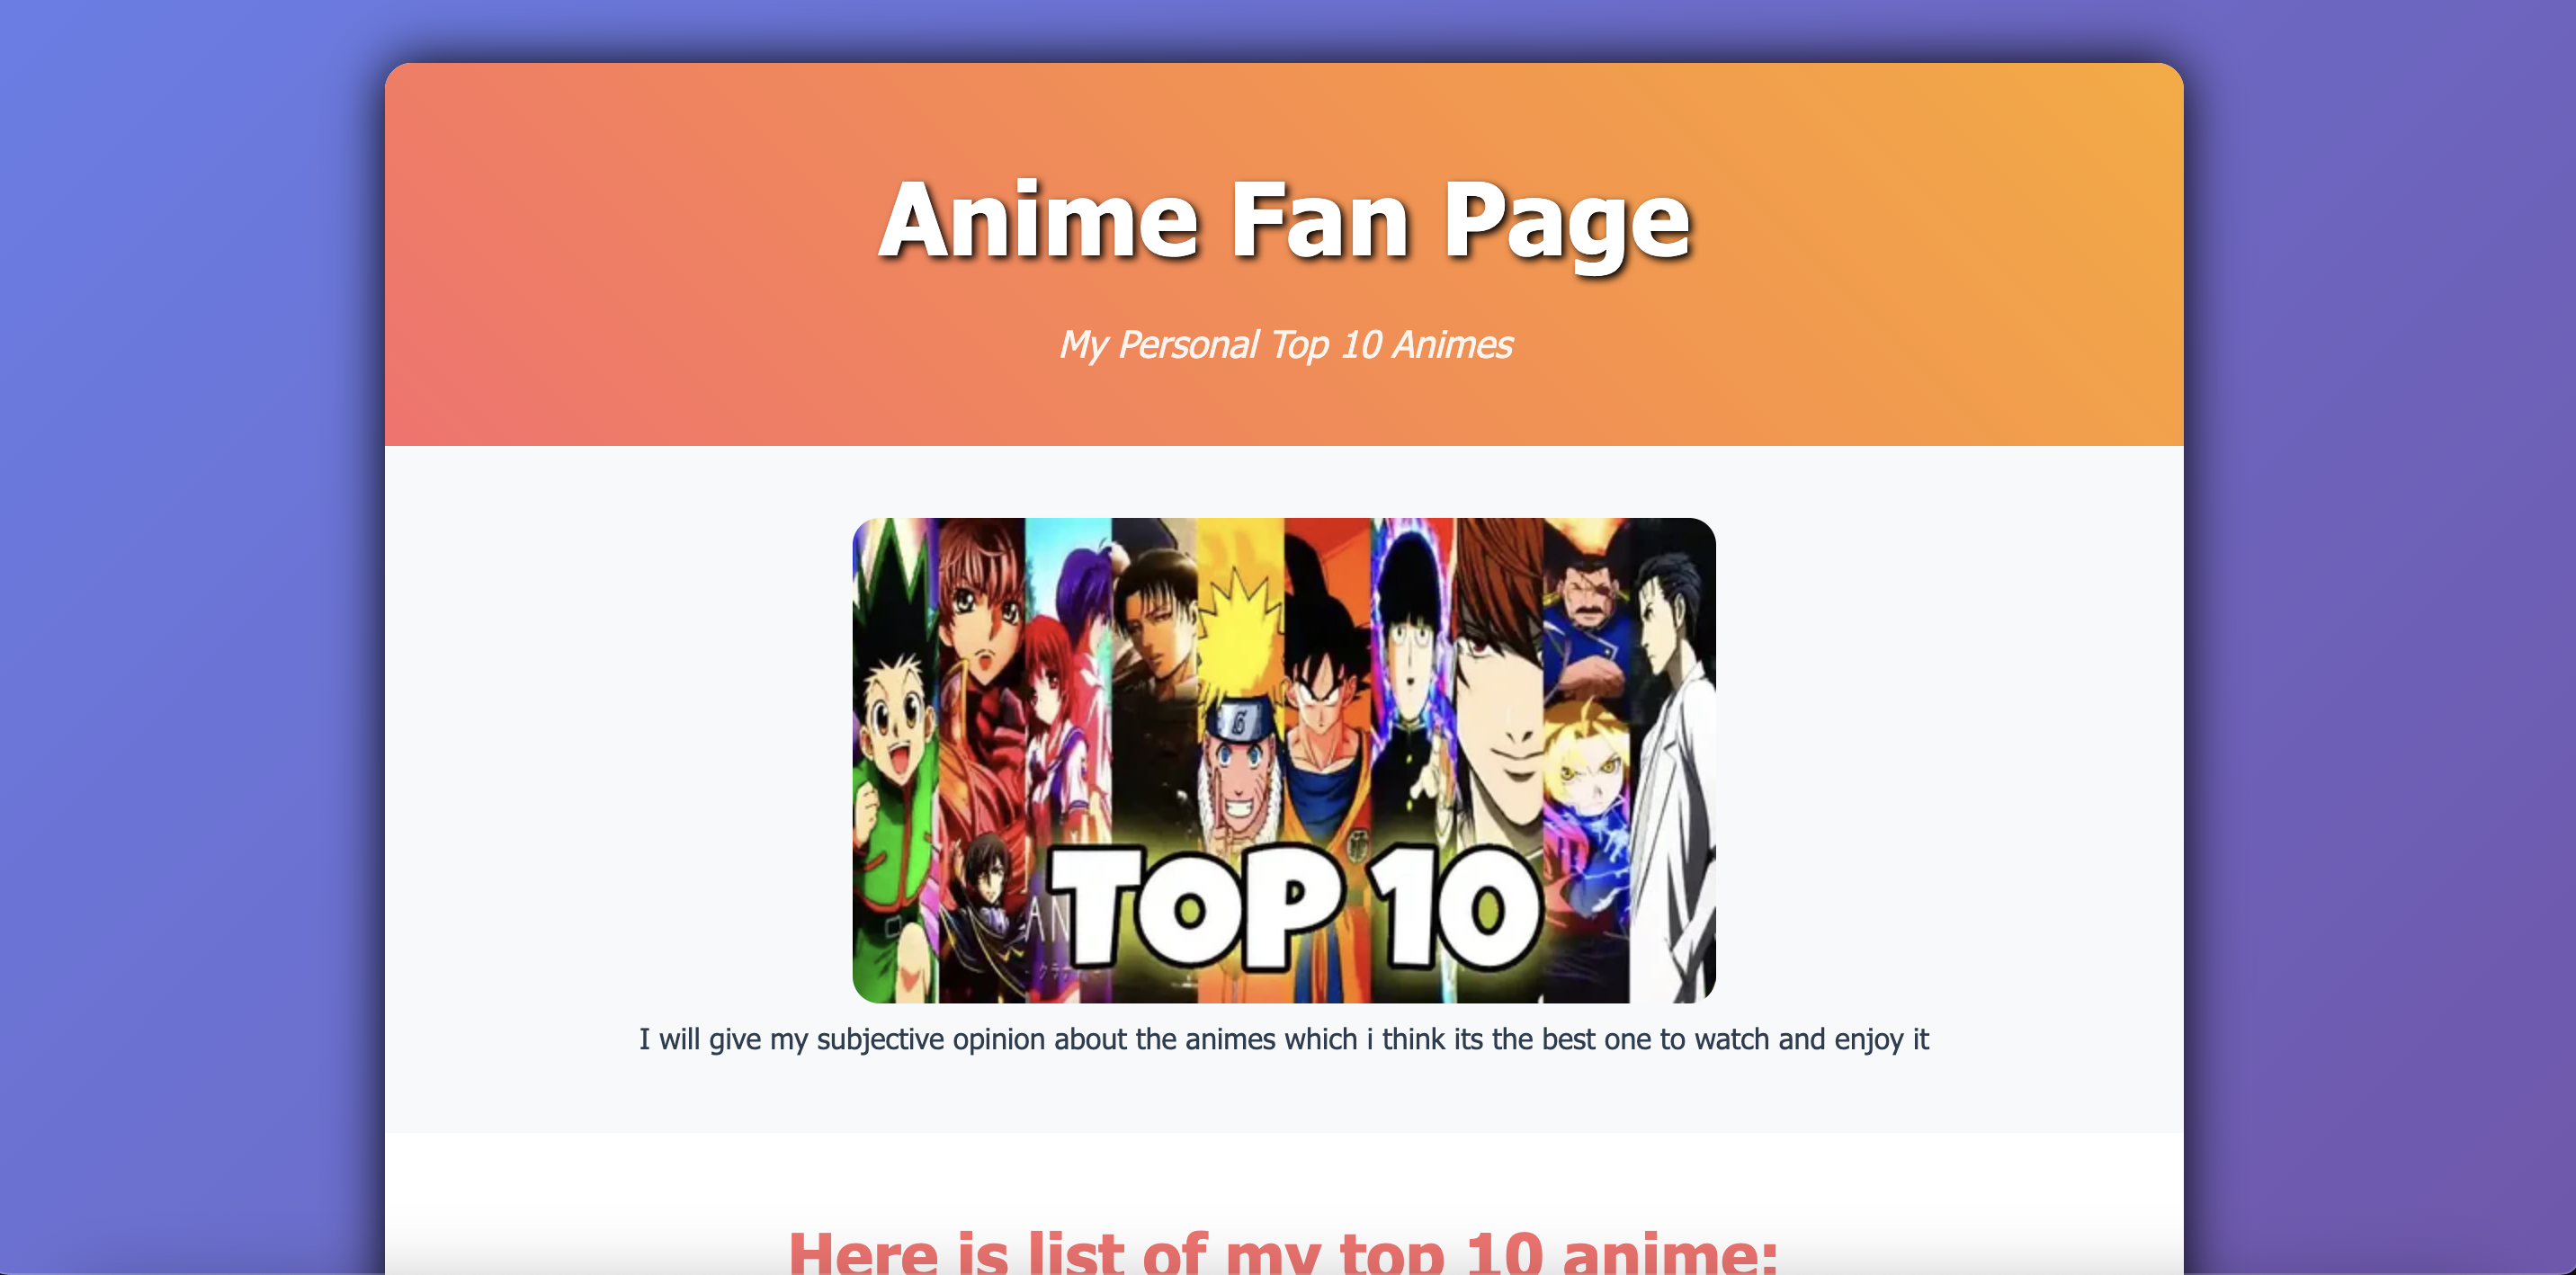 Anime Fan Page
My Personal Top 10 Animes
AN
TOP 10
I will give my subjective opinion about the animes which i think its the best one to watch and enjoy it
Here is list of my top 10 anime: